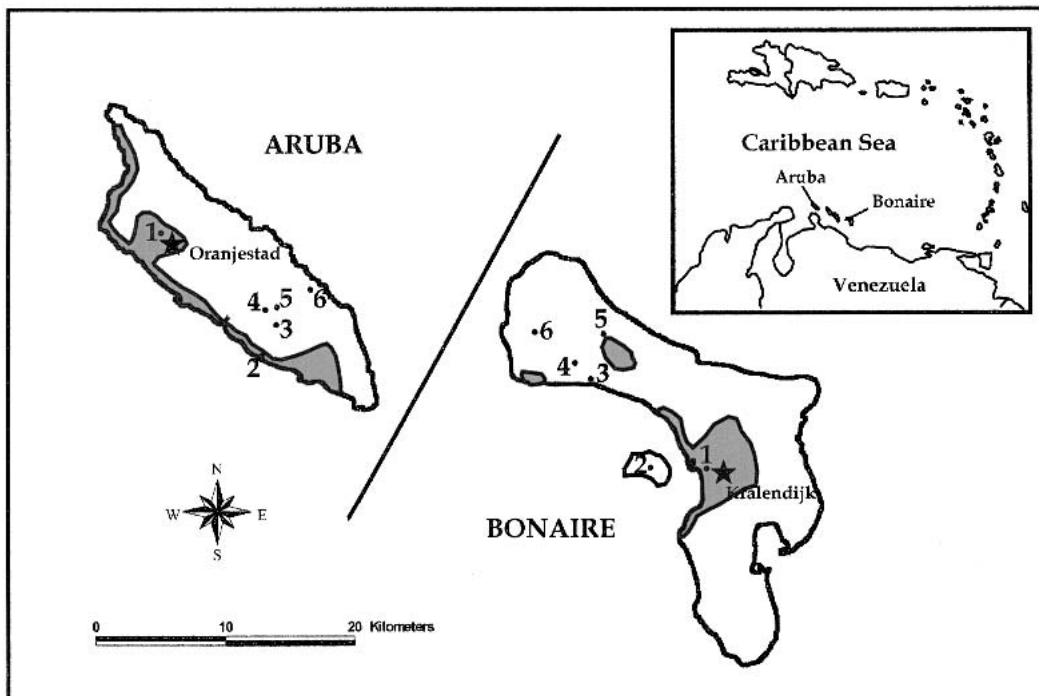 ARUBA
1
Oranjestad
4
5
6
3
2
Caribbean Sea
Aruba
Bonaire
Venezuela
6
5
4
3
2
1
Kralendijk
BONAIRE
N
W
E
S
0
10
20
Kilometers